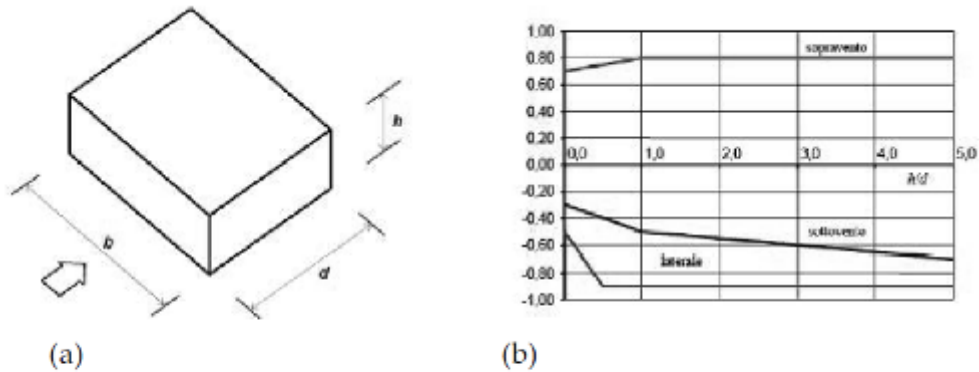 h
b
d
(a)
1,00
0,80
0,60
0,40
0,20
0,00
-0,20
-0,40
-0,60
-0,80
-1,00
0,0 1,0 2,0 3,0 4,0 5,0
h/d
sopravento
sottovento
laterale
(b)